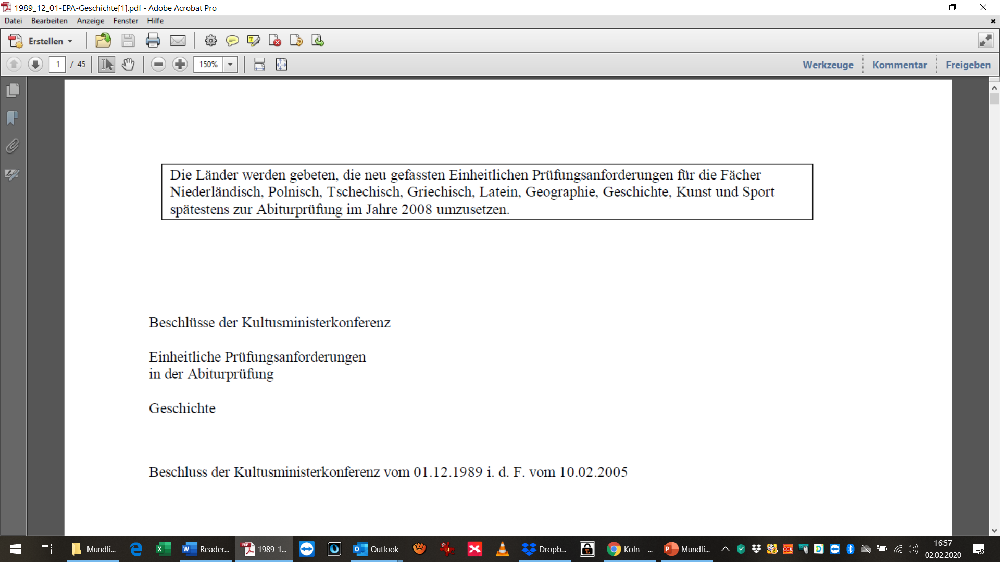 1989_12_01-EPA-Geschichte[1].pdf - Adobe Acrobat Pro
Datei Bearbeiten Anzeige Fenster Hilfe
Erstellen
1 / 45 150% Werkzeuge Kommentar Freigeben
Die Länder werden gebeten, die neu gefassten Einheitlichen Prüfungsanforderungen für die Fächer
Niederländisch, Polnisch, Tschechisch, Griechisch, Latein, Geographie, Geschichte, Kunst und Sport
spätestens zur Abiturprüfung im Jahre 2008 umzusetzen.
Beschlüsse der Kultusministerkonferenz
Einheitliche Prüfungsanforderungen
in der Abiturprüfung
Geschichte
Beschluss der Kultusministerkonferenz vom 01.12.1989 i. d. F. vom 10.02.2005
Mündli... Reader... 1989_1... Outlook Dropb... Köln – ... Mündli... 16:57
02.02.2020